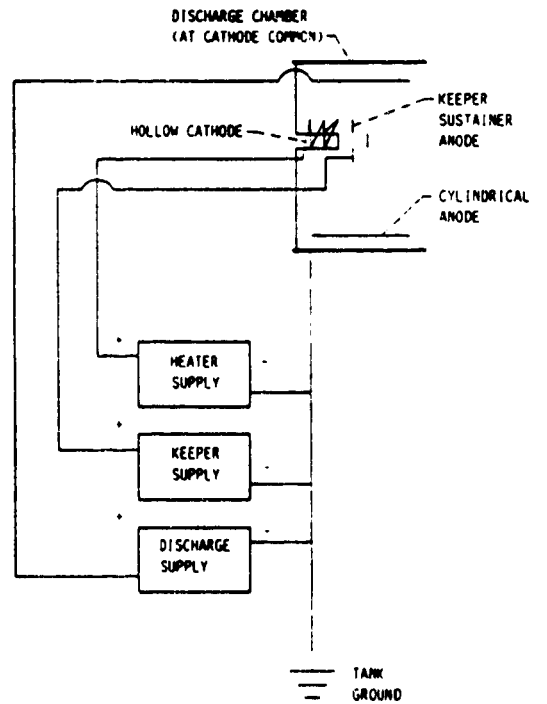 DISCHARGE CHAMBER
(AT CATHODE COMMON)
KEEPER
SUSTAINER
ANODE
HOLLOW CATHODE
CYLINDRICAL
ANODE
+
-
HEATER
SUPPLY
+
-
KEEPER
SUPPLY
+
-
DISCHARGE
SUPPLY
TANK
GROUND